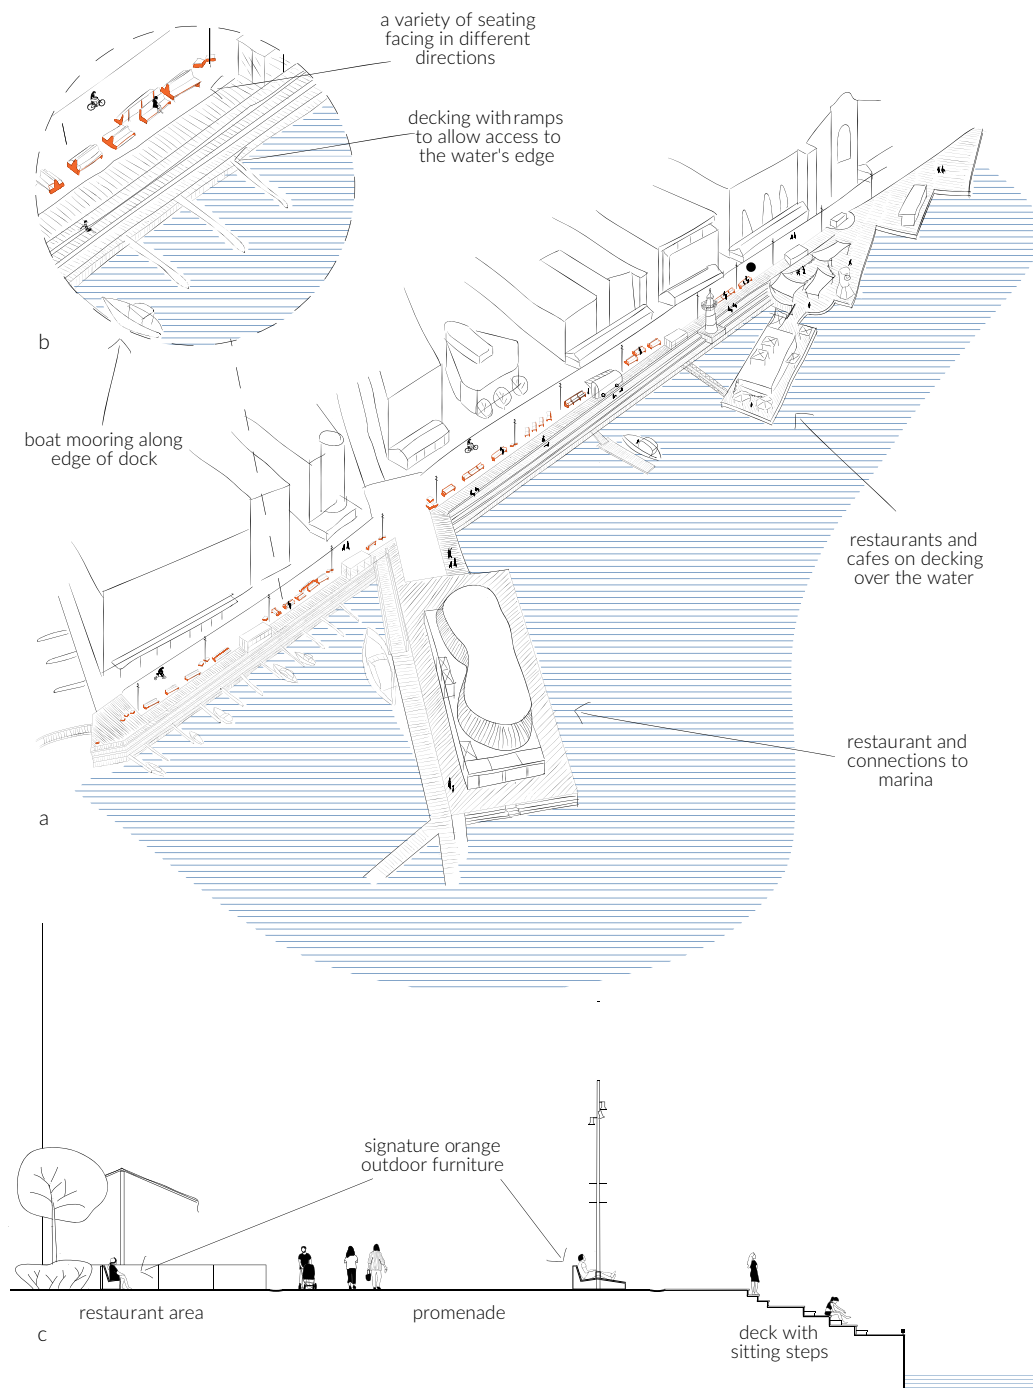 a variety of seating
facing in different
directions
decking with ramps
to allow access to
the water's edge
b
boat mooring along
edge of dock
restaurants and
cafes on decking
over the water
restaurant and
connections to
marina
a
signature orange
outdoor furniture
restaurant area
promenade
deck with
sitting steps
c